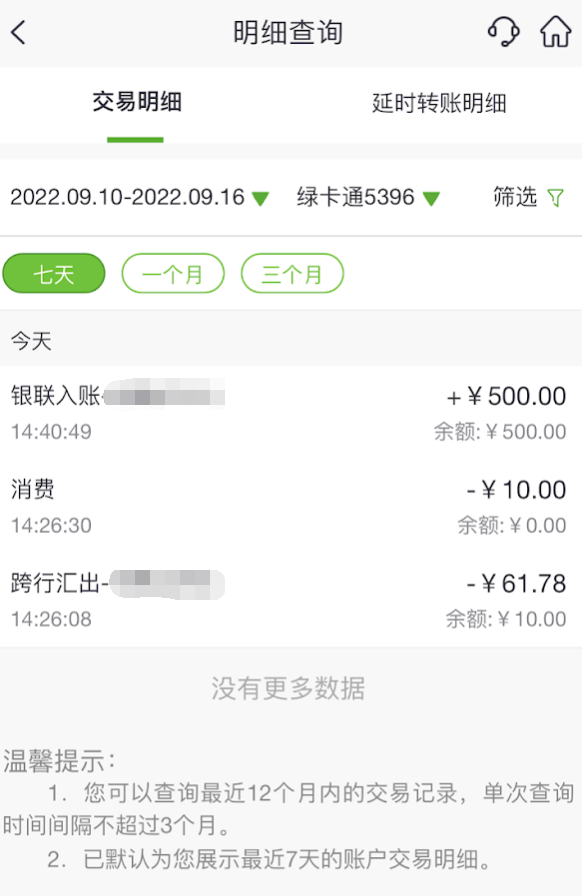 明细查询
交易明细 延时转账明细
2022.09.10-2022.09.16 绿卡通5396 筛选
七天 一个月 三个月
今天
银联入账- +¥500.00
14:40:49 余额:¥500.00
消费 -¥10.00
14:26:30 余额:¥0.00
跨行汇出- -¥61.78
14:26:08 余额:¥10.00
没有更多数据
温馨提示：
1. 您可以查询最近12个月内的交易记录，单次查询
时间间隔不超过3个月。
2. 已默认为您展示最近7天的账户交易明细。